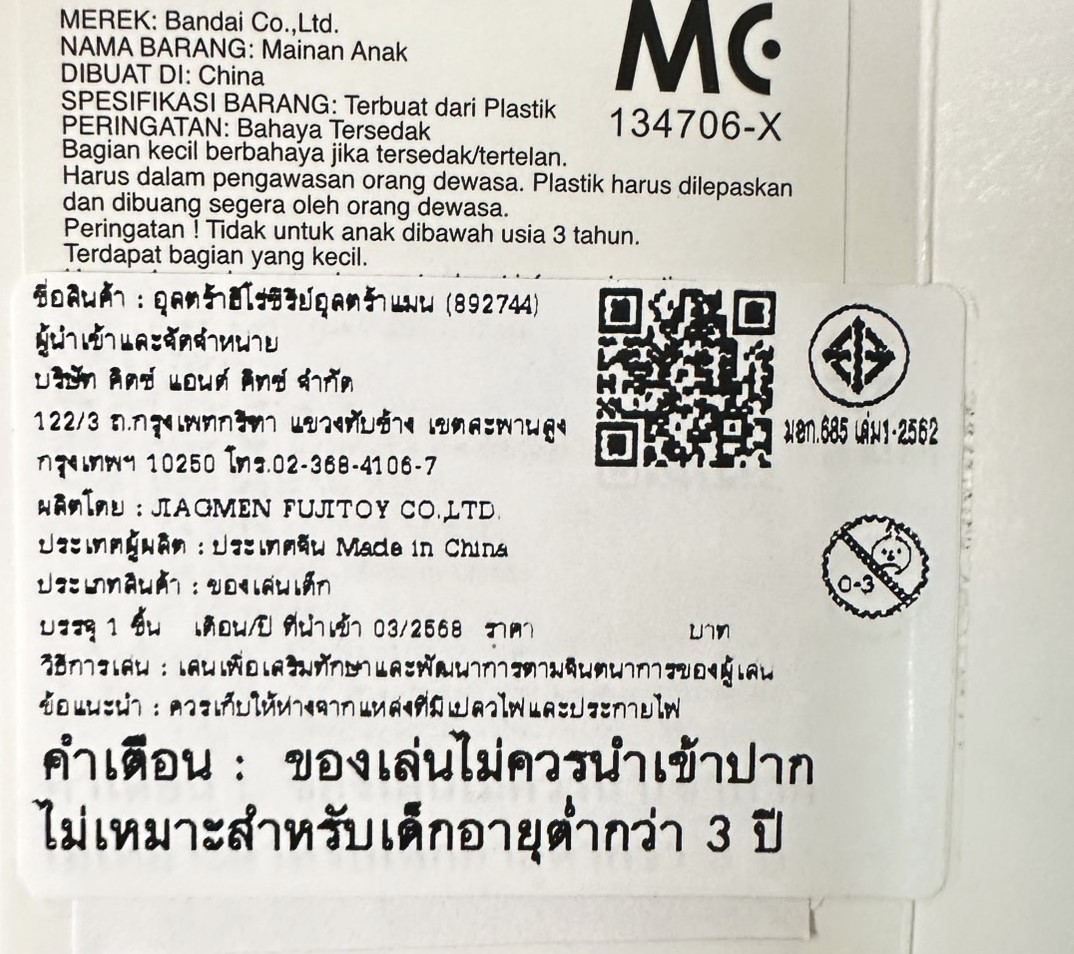 MEREK: Bandai Co.,Ltd.
NAMA BARANG: Mainan Anak
DIBUAT DI: China
SPESIFIKASI BARANG: Terbuat dari Plastik
PERINGATAN: Bahaya Tersedak
Bagian kecil berbahaya jika tersedak/tertelan.
Harus dalam pengawasan orang dewasa. Plastik harus dilepaskan
dan dibuang segera oleh orang dewasa.
Peringatan ! Tidak untuk anak dibawah usia 3 tahun.
Terdapat bagian yang kecil.
MC
134706-X
ชื่อสินค้า : อุลตร้าฮีโร่ซีรีย์อุลตร้าแมน (892744)
ผู้นำเข้าและจัดจำหน่าย
บริษัท คิดซ์ แอนด์ คิทซ์ จำกัด
122/3 ถ.กรุงเทพกรีฑา แขวงทับช้าง เขตสะพานสูง
กรุงเทพฯ 10250 โทร.02-368-4106-7
ผลิตโดย : JIAGMEN FUJITOY CO.,LTD.
ประเทศผู้ผลิต : ประเทศจีน Made in China
ประเภทสินค้า : ของเล่นเด็ก
บรรจุ 1 ชิ้น เดือน/ปี ที่นำเข้า 03/2568 ราคา บาท
วิธีการเล่น : เล่นเพื่อเสริมทักษาและพัฒนาการตามจินตนาการของผู้เล่น
ข้อแนะนำ : ควรเก็บให้ห่างจากแหล่งที่มีเปลวไฟและประกายไฟ
คำเตือน : ของเล่นไม่ควรนำเข้าปาก
ไม่เหมาะสำหรับเด็กอายุต่ำกว่า 3 ปี
มอก.685 เล่ม1-2562
0-3